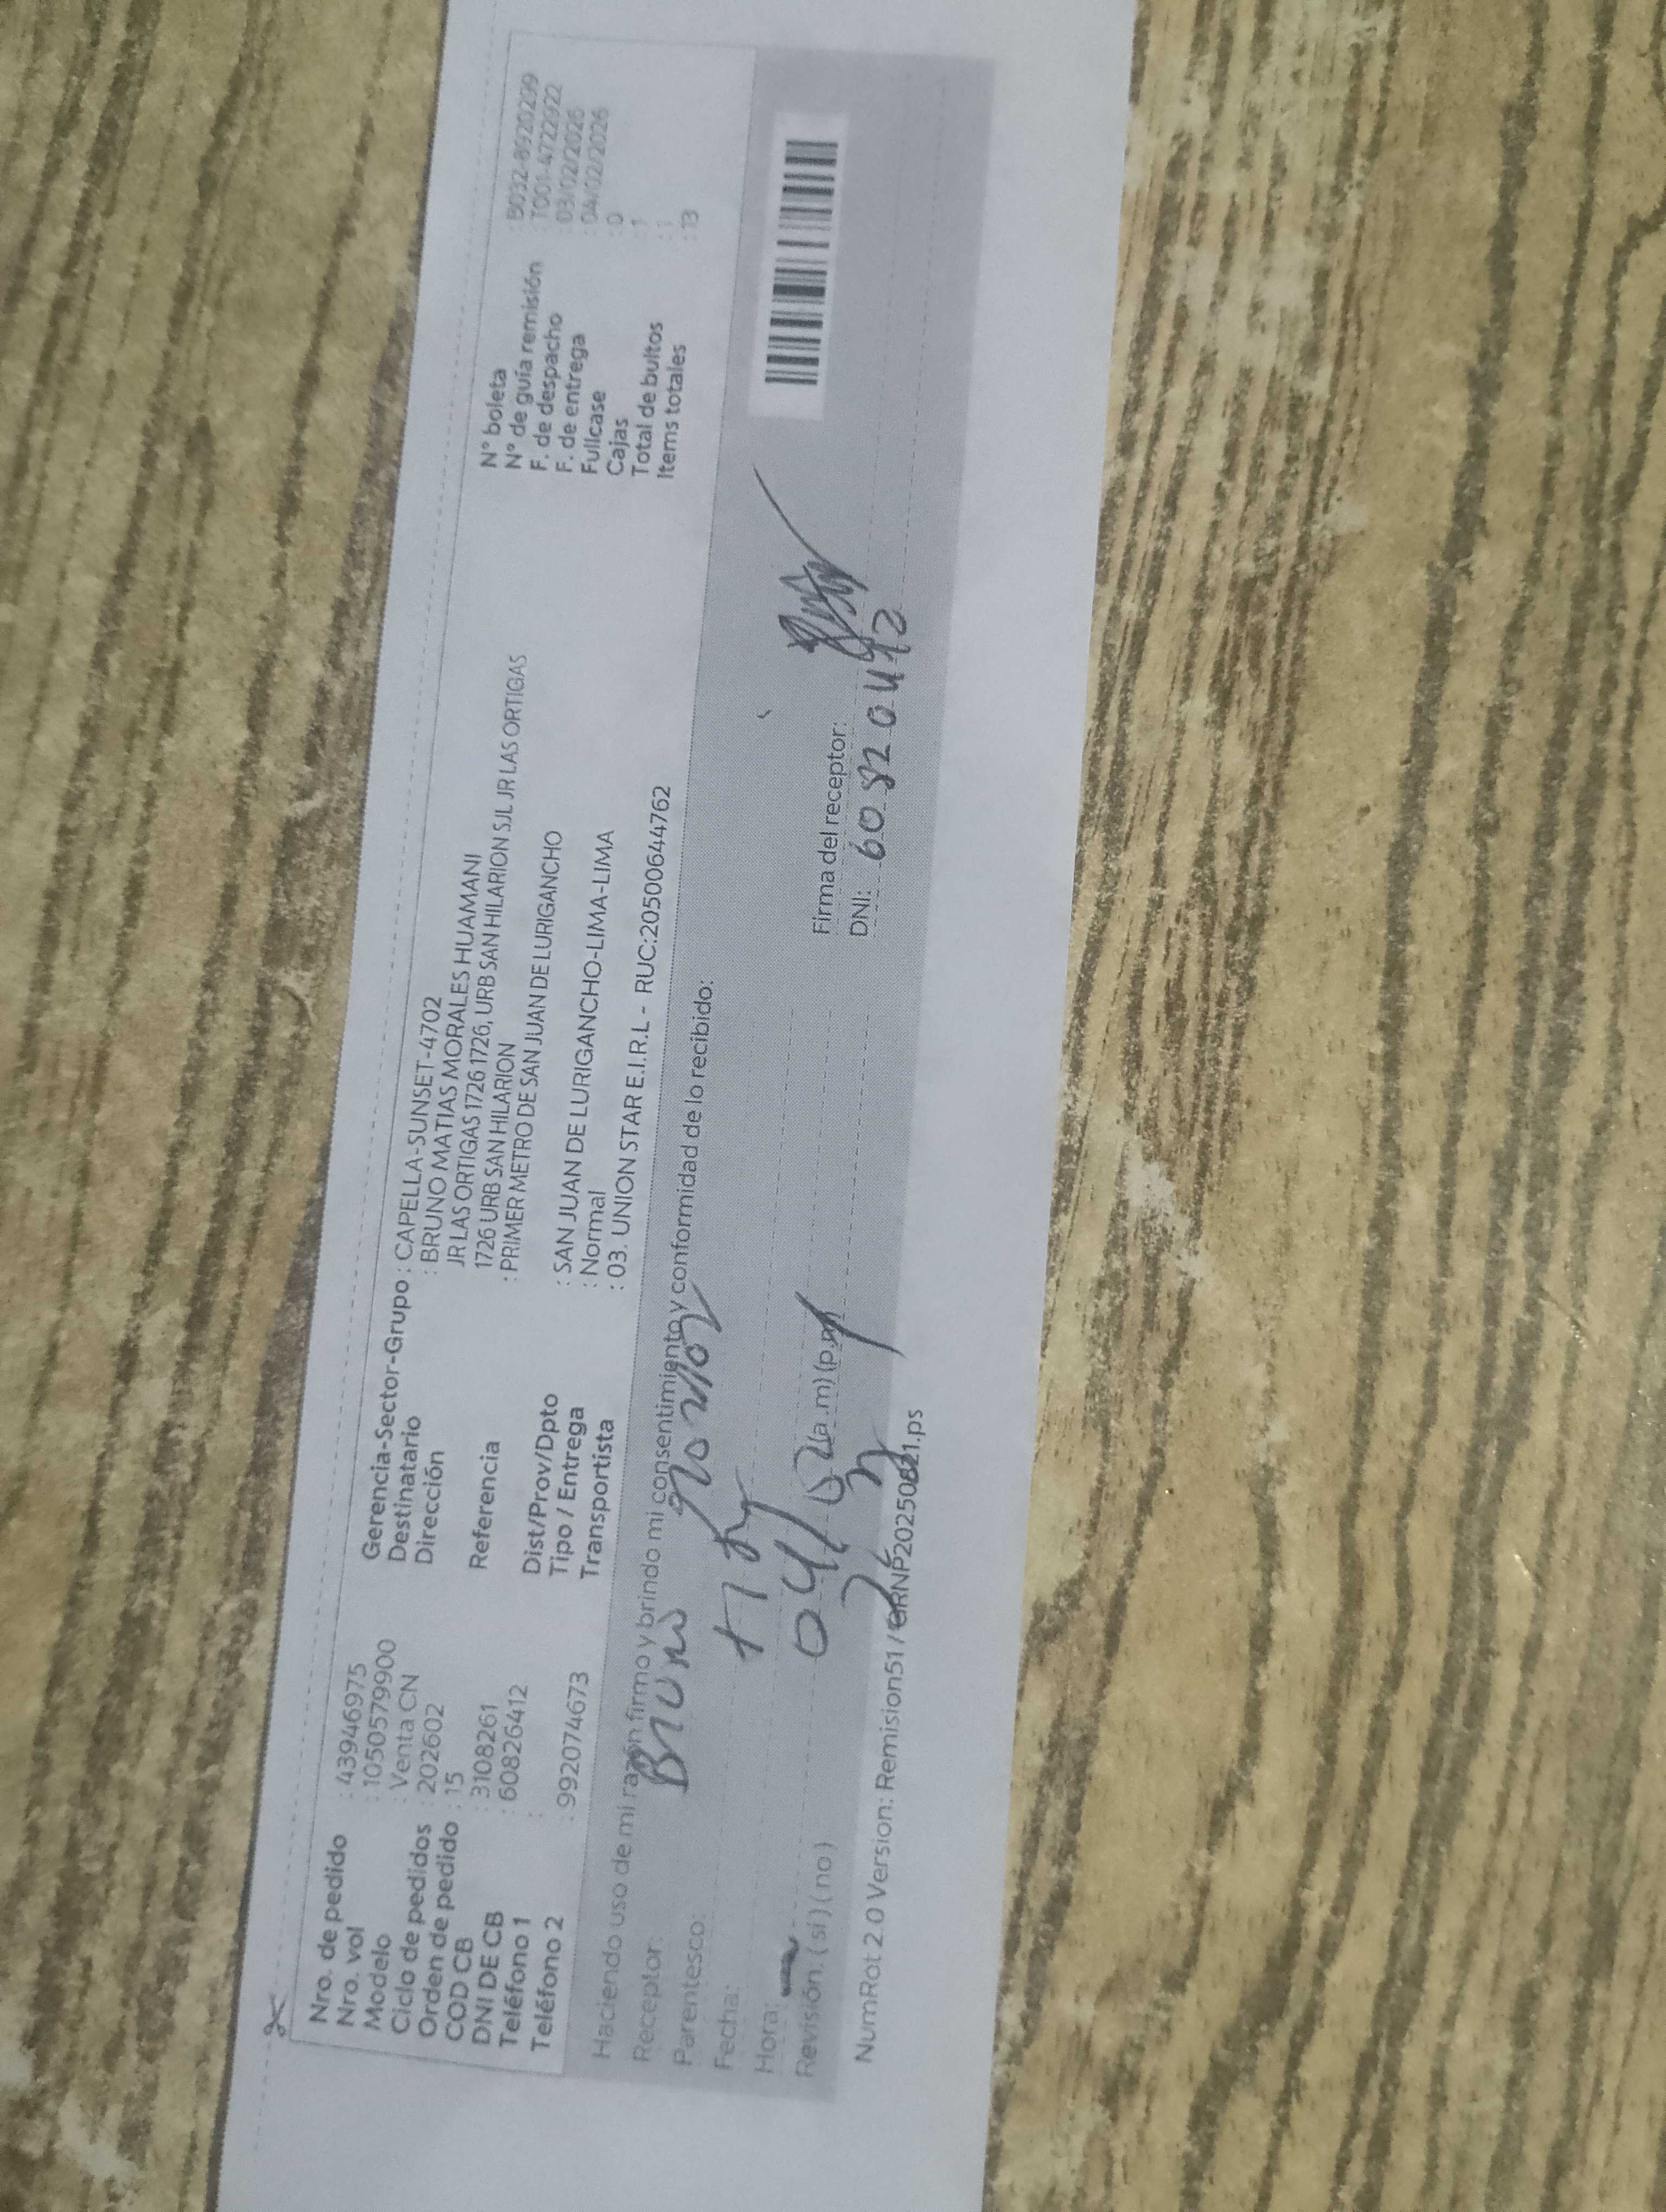 Nro. de pedido : 439946975
Nro. vol : 1050579900
Modelo : Venta CN
Ciclo de pedidos : 202602
Orden de pedido : 15
COD CB : 3108261
DNI DE CB : 60826412
Teléfono 1 :
Teléfono 2 : 992074673
Gerencia-Sector-Grupo : CAPELLA-SUNSET-4702
Destinatario : BRUNO MATIAS MORALES HUAMANI
Dirección JR LAS ORTIGAS 1726 1726, URB SAN HILARION SJL JR LAS ORTIGAS
1726 URB SAN HILARION
Referencia : PRIMER METRO DE SAN JUAN DE LURIGANCHO
Dist/Prov/Dpto : SAN JUAN DE LURIGANCHO-LIMA-LIMA
Tipo / Entrega : Normal
Transportista : 03. UNION STAR E.I.R.L - RUC:20500644762
N° boleta : B032-8920299
N° de guía remisión : T001-4722922
F. de despacho : 03/02/2026
F. de entrega : 04/02/2026
Fullcase : 0
Cajas : 1
Total de bultos : 1
Items totales : 13
Haciendo uso de mi razón firmo y brindo mi consentimiento y conformidad de lo recibido:
Receptor: Bruno
Parentesco:
Fecha:
Hora: (a.m) (p.m)
Revisión. (sí) (no)
Firma del receptor:
DNI:
NumRot 2.0 Version: Remision51 / GRNP20250821.ps